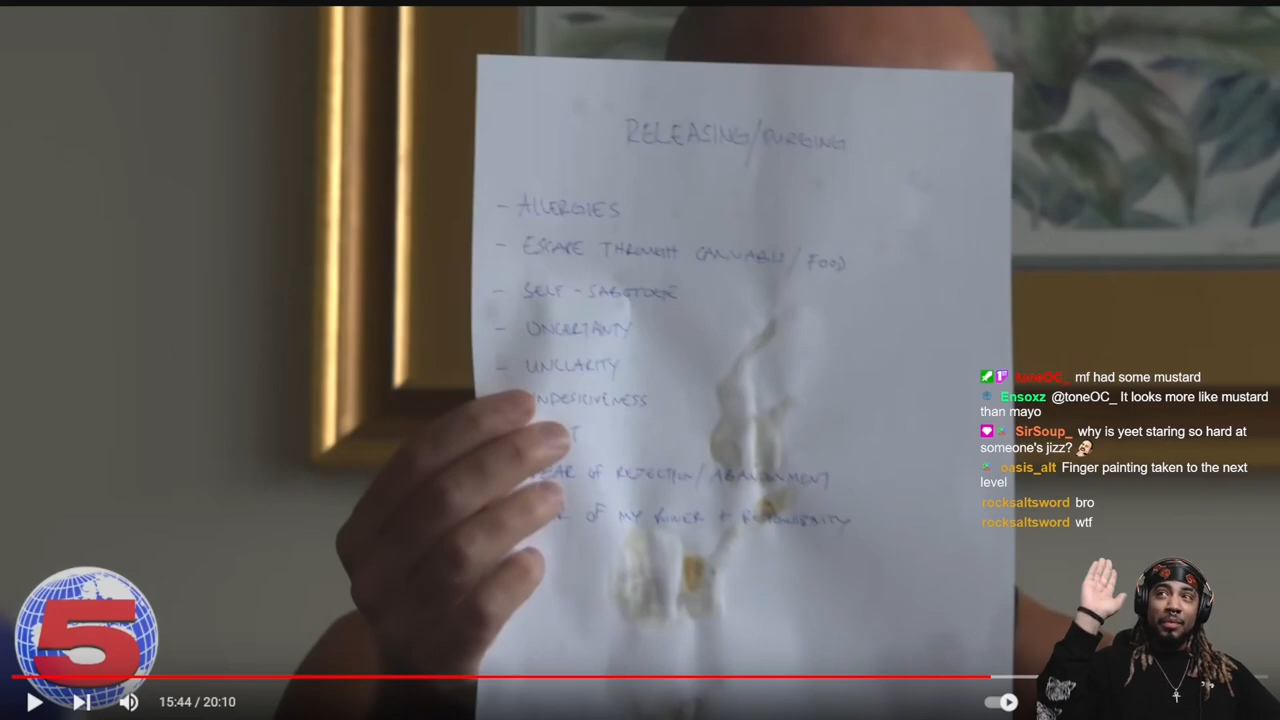 RELEASING/PURGING
- ALLERGIES
- ESCAPE THROUGH CANNABIS/FOOD
- SELF-SABOTAGE
- UNCERTANTY
- UNCLARITY
INDESICIVENESS
T
FEAR OF REJECTION/ABANDONMENT
OF MY POWER +
toneOC_ mf had some mustard
Ensoxz @toneOC_ It looks more like mustard
than mayo
SirSoup_ why is yeet staring so hard at
someone's jizz?
oasis_alt Finger painting taken to the next
level
rocksaltsword bro
rocksaltsword wtf
5
15:44 / 20:10